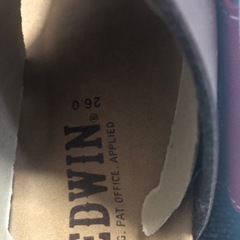 26.0
EDWIN®
G. PAT OFFICE. APPLIED